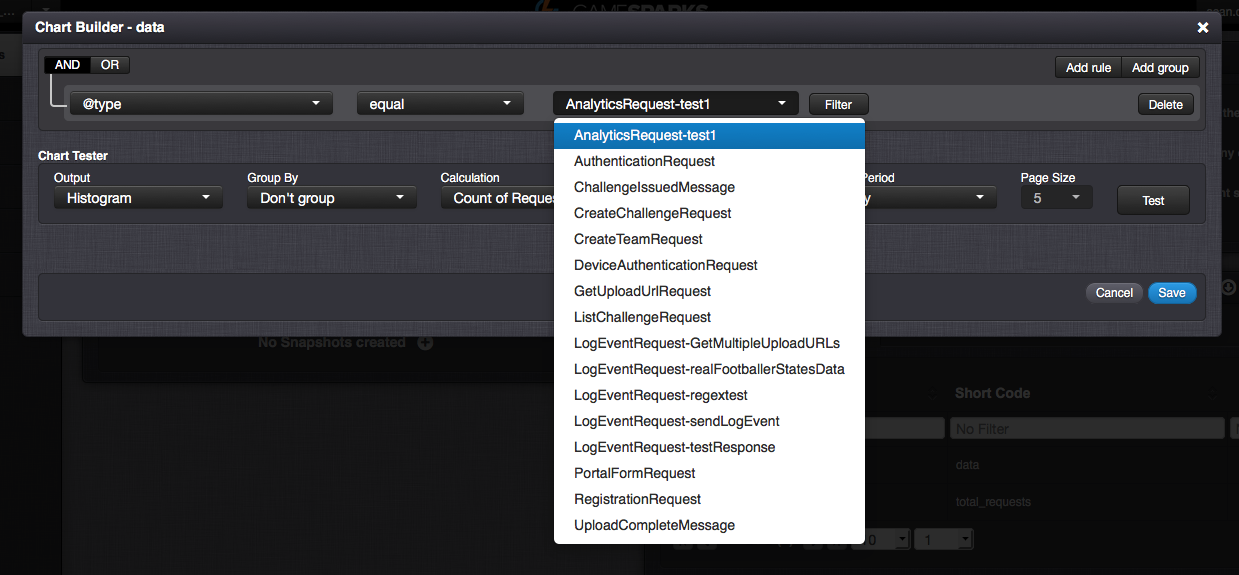 GAMESPARKS
Chart Builder - data
AND OR
Add rule Add group
@type equal AnalyticsRequest-test1 Filter Delete
AnalyticsRequest-test1
AuthenticationRequest
ChallengeIssuedMessage
CreateChallengeRequest
CreateTeamRequest
DeviceAuthenticationRequest
GetUploadUrlRequest
ListChallengeRequest
LogEventRequest-GetMultipleUploadURLs
LogEventRequest-realFootballerStatesData
LogEventRequest-regextest
LogEventRequest-sendLogEvent
LogEventRequest-testResponse
PortalFormRequest
RegistrationRequest
UploadCompleteMessage
Chart Tester
Output Group By Calculation Period Page Size
Histogram Don't group Count of Reque 5 Test
Cancel Save
No Snapshots created
Short Code
No Filter
data
total_requests
1